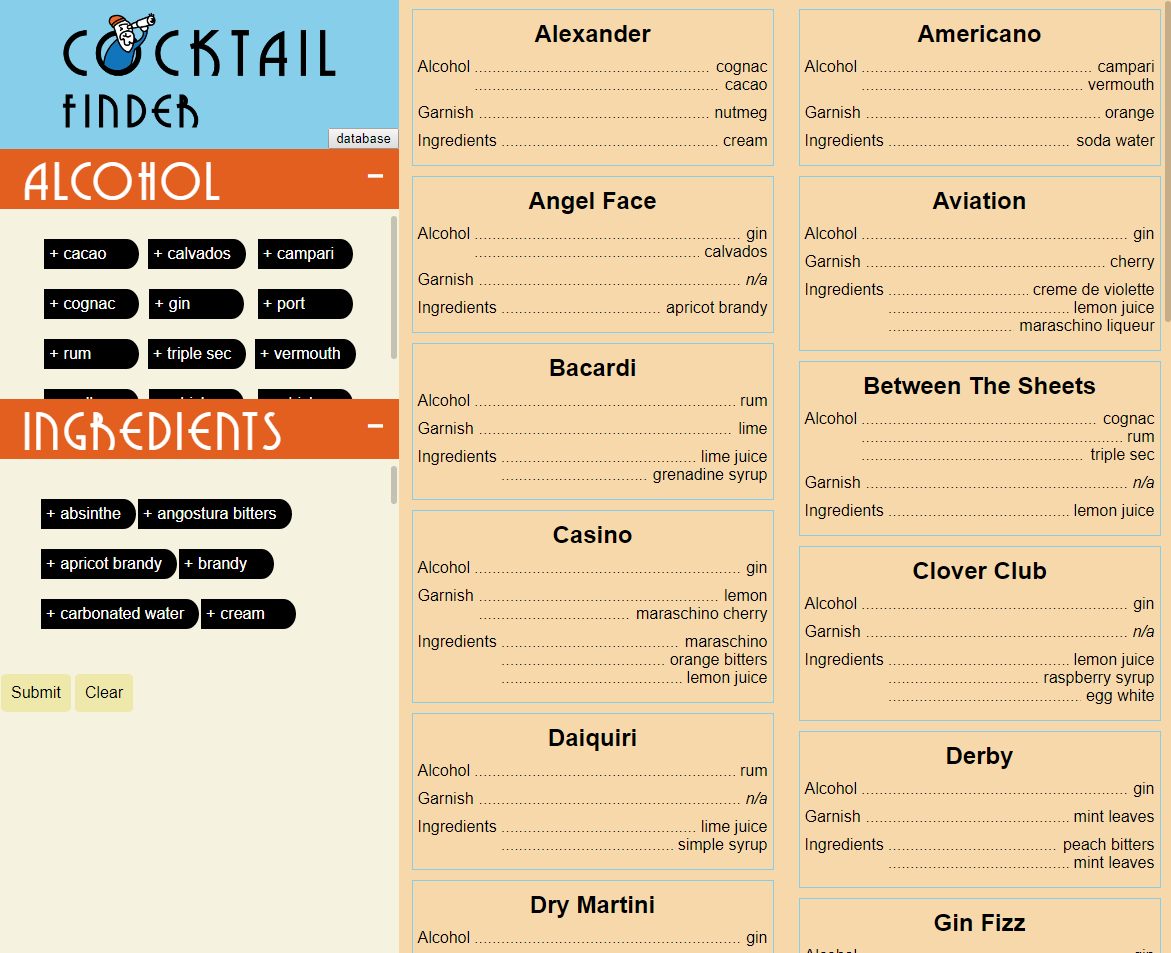 COCKTAIL
FINDER
database
ALCOHOL –
+ cacao + calvados + campari
+ cognac + gin + port
+ rum + triple sec + vermouth
INGREDIENTS –
+ absinthe + angostura bitters
+ apricot brandy + brandy
+ carbonated water + cream
Submit Clear
Alexander
Alcohol cognac
cacao
Garnish nutmeg
Ingredients cream
Angel Face
Alcohol gin
calvados
Garnish n/a
Ingredients apricot brandy
Bacardi
Alcohol rum
Garnish lime
Ingredients lime juice
grenadine syrup
Casino
Alcohol gin
Garnish lemon
maraschino cherry
Ingredients maraschino
orange bitters
lemon juice
Daiquiri
Alcohol rum
Garnish n/a
Ingredients lime juice
simple syrup
Dry Martini
Alcohol gin
Americano
Alcohol campari
vermouth
Garnish orange
Ingredients soda water
Aviation
Alcohol gin
Garnish cherry
Ingredients creme de violette
lemon juice
maraschino liqueur
Between The Sheets
Alcohol cognac
rum
triple sec
Garnish n/a
Ingredients lemon juice
Clover Club
Alcohol gin
Garnish n/a
Ingredients lemon juice
raspberry syrup
egg white
Derby
Alcohol gin
Garnish mint leaves
Ingredients peach bitters
mint leaves
Gin Fizz